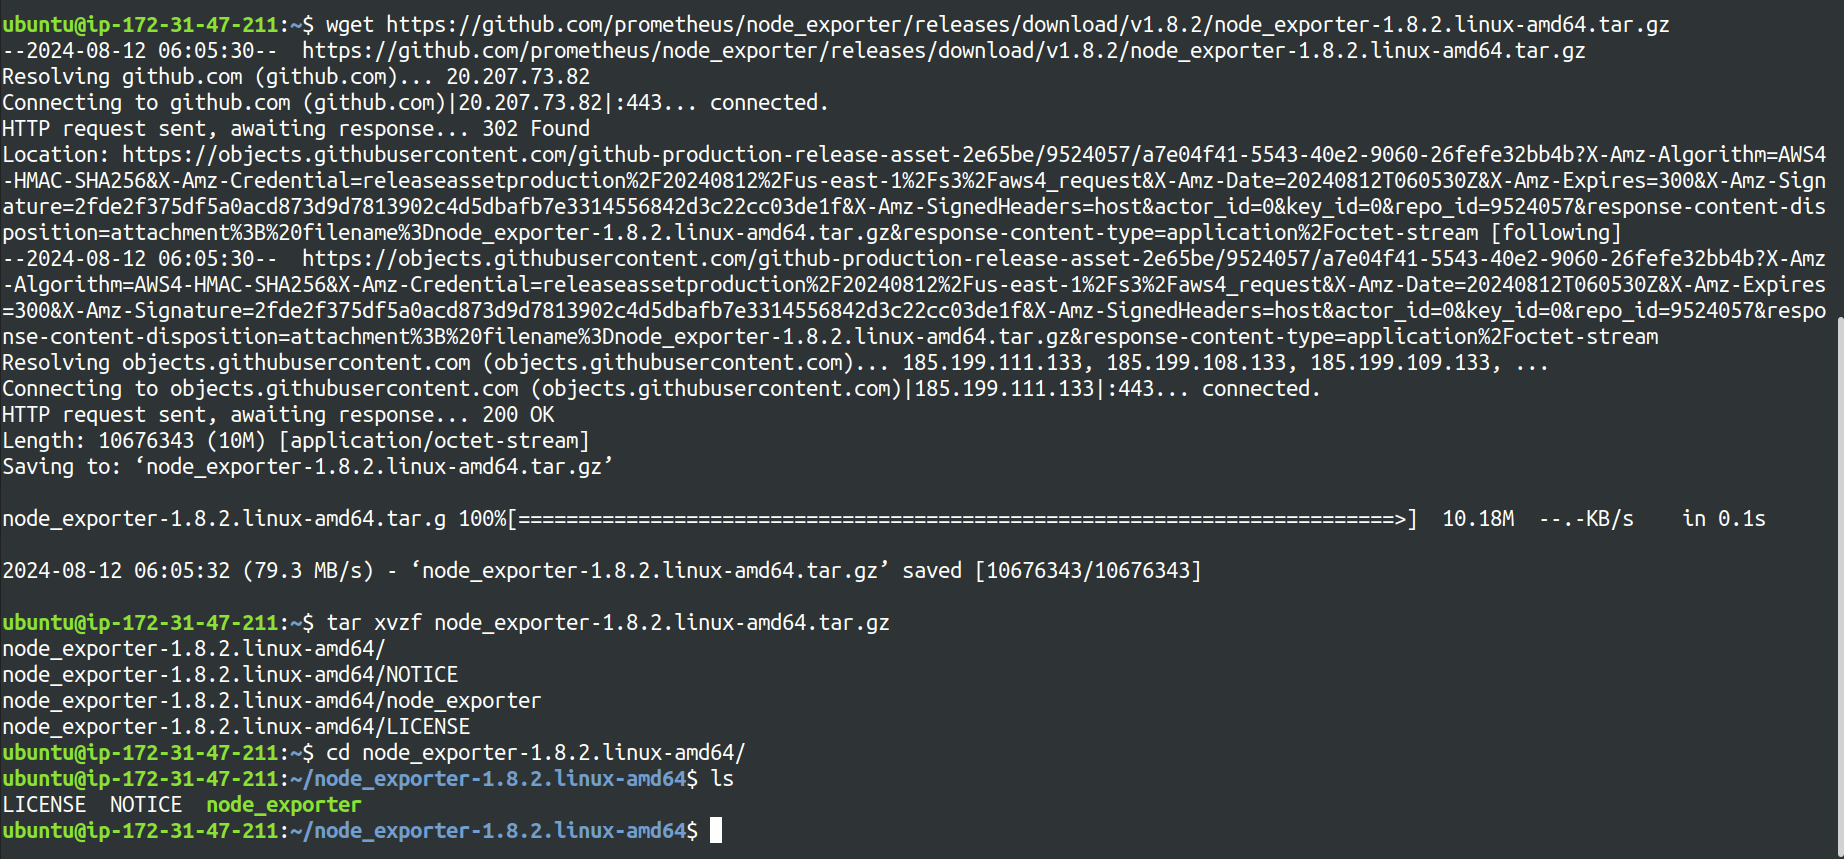 ubuntu@ip-172-31-47-211:~$ wget https://github.com/prometheus/node_exporter/releases/download/v1.8.2/node_exporter-1.8.2.linux-amd64.tar.gz
--2024-08-12 06:05:30--  https://github.com/prometheus/node_exporter/releases/download/v1.8.2/node_exporter-1.8.2.linux-amd64.tar.gz
Resolving github.com (github.com)... 20.207.73.82
Connecting to github.com (github.com)|20.207.73.82|:443... connected.
HTTP request sent, awaiting response... 302 Found
Location: https://objects.githubusercontent.com/github-production-release-asset-2e65be/9524057/a7e04f41-5543-40e2-9060-26fefe32bb4b?X-Amz-Algorithm=AWS4
-HMAC-SHA256&X-Amz-Credential=releaseassetproduction%2F20240812%2Fus-east-1%2Fs3%2Faws4_request&X-Amz-Date=20240812T060530Z&X-Amz-Expires=300&X-Amz-Sign
ature=2fde2f375df5a0acd873d9d7813902c4d5dbafb7e3314556842d3c22cc03de1f&X-Amz-SignedHeaders=host&actor_id=0&key_id=0&repo_id=9524057&response-content-dis
position=attachment%3B%20filename%3Dnode_exporter-1.8.2.linux-amd64.tar.gz&response-content-type=application%2Foctet-stream [following]
--2024-08-12 06:05:30--  https://objects.githubusercontent.com/github-production-release-asset-2e65be/9524057/a7e04f41-5543-40e2-9060-26fefe32bb4b?X-Amz
-Algorithm=AWS4-HMAC-SHA256&X-Amz-Credential=releaseassetproduction%2F20240812%2Fus-east-1%2Fs3%2Faws4_request&X-Amz-Date=20240812T060530Z&X-Amz-Expires
=300&X-Amz-Signature=2fde2f375df5a0acd873d9d7813902c4d5dbafb7e3314556842d3c22cc03de1f&X-Amz-SignedHeaders=host&actor_id=0&key_id=0&repo_id=9524057&respo
nse-content-disposition=attachment%3B%20filename%3Dnode_exporter-1.8.2.linux-amd64.tar.gz&response-content-type=application%2Foctet-stream
Resolving objects.githubusercontent.com (objects.githubusercontent.com)... 185.199.111.133, 185.199.108.133, 185.199.109.133, ...
Connecting to objects.githubusercontent.com (objects.githubusercontent.com)|185.199.111.133|:443... connected.
HTTP request sent, awaiting response... 200 OK
Length: 10676343 (10M) [application/octet-stream]
Saving to: ‘node_exporter-1.8.2.linux-amd64.tar.gz’
node_exporter-1.8.2.linux-amd64.tar.g 100%[=========================================================================>]  10.18M  --.-KB/s    in 0.1s
2024-08-12 06:05:32 (79.3 MB/s) - ‘node_exporter-1.8.2.linux-amd64.tar.gz’ saved [10676343/10676343]
ubuntu@ip-172-31-47-211:~$ tar xvzf node_exporter-1.8.2.linux-amd64.tar.gz
node_exporter-1.8.2.linux-amd64/
node_exporter-1.8.2.linux-amd64/NOTICE
node_exporter-1.8.2.linux-amd64/node_exporter
node_exporter-1.8.2.linux-amd64/LICENSE
ubuntu@ip-172-31-47-211:~$ cd node_exporter-1.8.2.linux-amd64/
ubuntu@ip-172-31-47-211:~/node_exporter-1.8.2.linux-amd64$ ls
LICENSE  NOTICE  node_exporter
ubuntu@ip-172-31-47-211:~/node_exporter-1.8.2.linux-amd64$